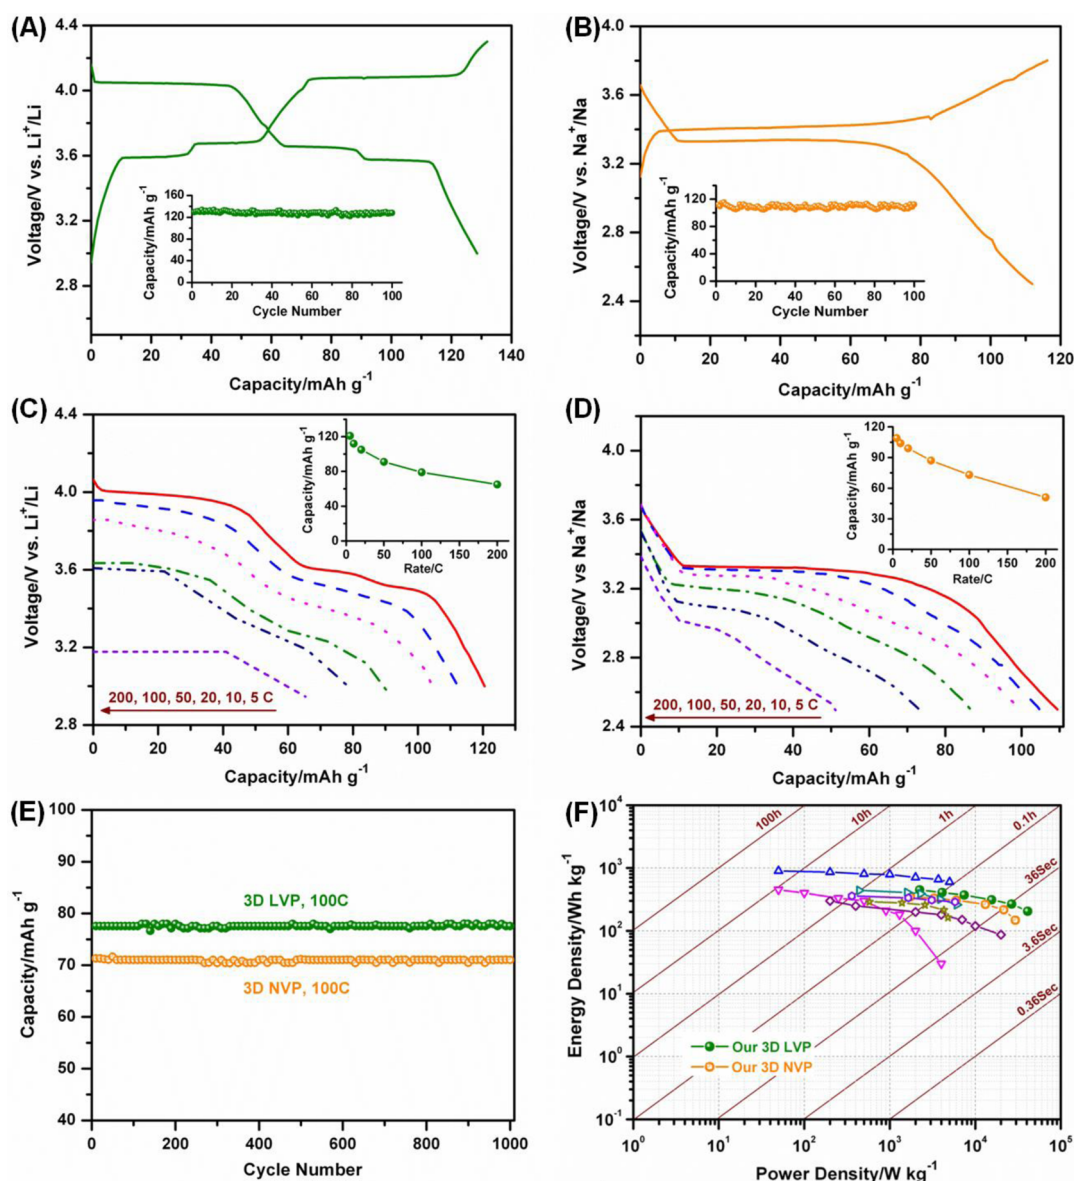 (A)
4.4
4.0
3.6
3.2
2.8
Voltage/V vs. Li⁺/Li
0 20 40 60 80 100 120 140
Capacity/mAh g⁻¹
160
120
80
40
0
Capacity/mAh g⁻¹
0 20 40 60 80 100
Cycle Number
(B)
4.0
3.6
3.2
2.8
2.4
Voltage/V vs. Na⁺/Na
0 20 40 60 80 100 120
Capacity/mAh g⁻¹
120
80
40
0
Capacity/mAh g⁻¹
0 20 40 60 80 100
Cycle Number
(C)
4.4
4.0
3.6
3.2
2.8
Voltage/V vs. Li⁺/Li
200, 100, 50, 20, 10, 5 C
0 20 40 60 80 100 120
Capacity/mAh g⁻¹
120
80
40
0
Capacity/mAh g⁻¹
0 50 100 150 200
Rate/C
(D)
4.0
3.6
3.2
2.8
2.4
Voltage/V vs Na⁺/Na
200, 100, 50, 20, 10, 5 C
0 20 40 60 80 100
Capacity/mAh g⁻¹
120
90
60
30
0
Capacity/mAh g⁻¹
0 50 100 150 200
Rate/C
(E)
100
90
80
70
60
50
40
Capacity/mAh g⁻¹
3D LVP, 100C
3D NVP, 100C
0 200 400 600 800 1000
Cycle Number
(F)
10⁴
10³
10²
10¹
10⁰
10⁻¹
Energy Density/Wh kg⁻¹
100h
10h
1h
0.1h
36Sec
3.6Sec
0.36Sec
Our 3D LVP
Our 3D NVP
10⁰ 10¹ 10² 10³ 10⁴ 10⁵
Power Density/W kg⁻¹